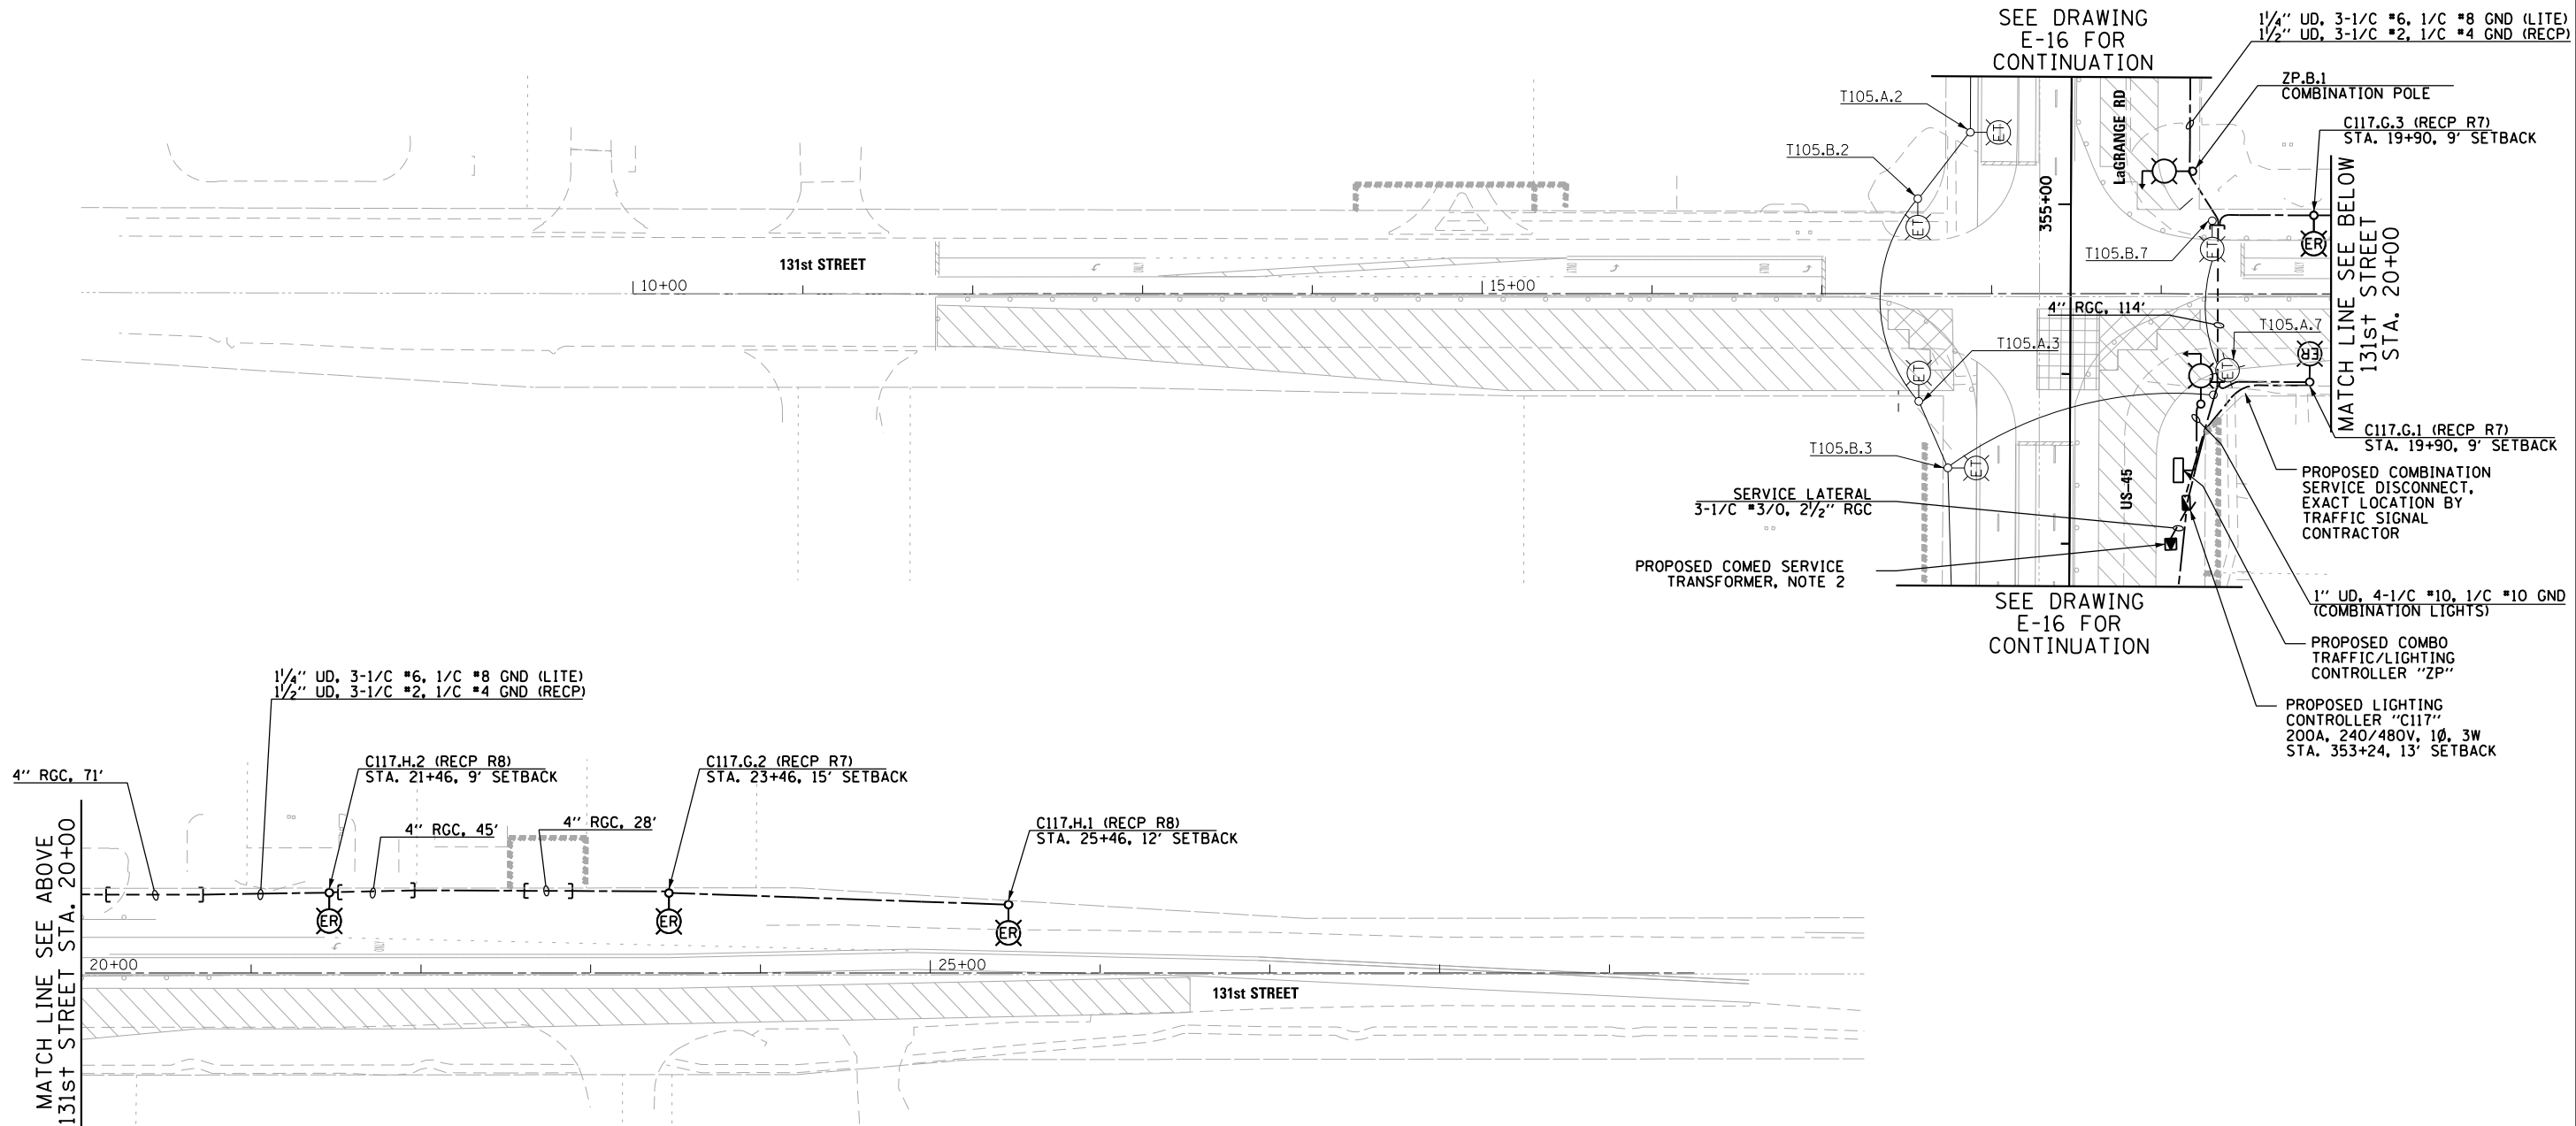 SEE DRAWING
E-16 FOR
CONTINUATION
1¼" UD, 3-1/C #6, 1/C #8 GND (LITE)
1½" UD, 3-1/C #2, 1/C #4 GND (RECP)
ZP.B.1
COMBINATION POLE
T105.A.2
LaGRANGE RD
C117.G.3 (RECP R7)
STA. 19+90, 9' SETBACK
ET
T105.B.2
355+00
ET
ER
T105.B.7
ET
MATCH LINE SEE BELOW
131st STREET
STA. 20+00
131st STREET
ONLY
ONLY
10+00
15+00
4" RGC, 114'
T105.A.7
T105.A.3
ER
ET
ET
C117.G.1 (RECP R7)
STA. 19+90, 9' SETBACK
T105.B.3
ET
US-45
PROPOSED COMBINATION
SERVICE DISCONNECT,
EXACT LOCATION BY
TRAFFIC SIGNAL
CONTRACTOR
SERVICE LATERAL
3-1/C #3/0, 2½" RGC
PROPOSED COMED SERVICE
TRANSFORMER, NOTE 2
SEE DRAWING
E-16 FOR
CONTINUATION
1" UD, 4-1/C #10, 1/C #10 GND
(COMBINATION LIGHTS)
PROPOSED COMBO
TRAFFIC/LIGHTING
CONTROLLER "ZP"
PROPOSED LIGHTING
CONTROLLER "C117"
200A, 240/480V, 1Ø, 3W
STA. 353+24, 13' SETBACK
1¼" UD, 3-1/C #6, 1/C #8 GND (LITE)
1½" UD, 3-1/C #2, 1/C #4 GND (RECP)
4" RGC, 71'
C117.H.2 (RECP R8)
STA. 21+46, 9' SETBACK
C117.G.2 (RECP R7)
STA. 23+46, 15' SETBACK
4" RGC, 45'
4" RGC, 28'
C117.H.1 (RECP R8)
STA. 25+46, 12' SETBACK
MATCH LINE SEE ABOVE
131st STREET STA. 20+00
ER
ER
ER
ONLY
20+00
25+00
131st STREET